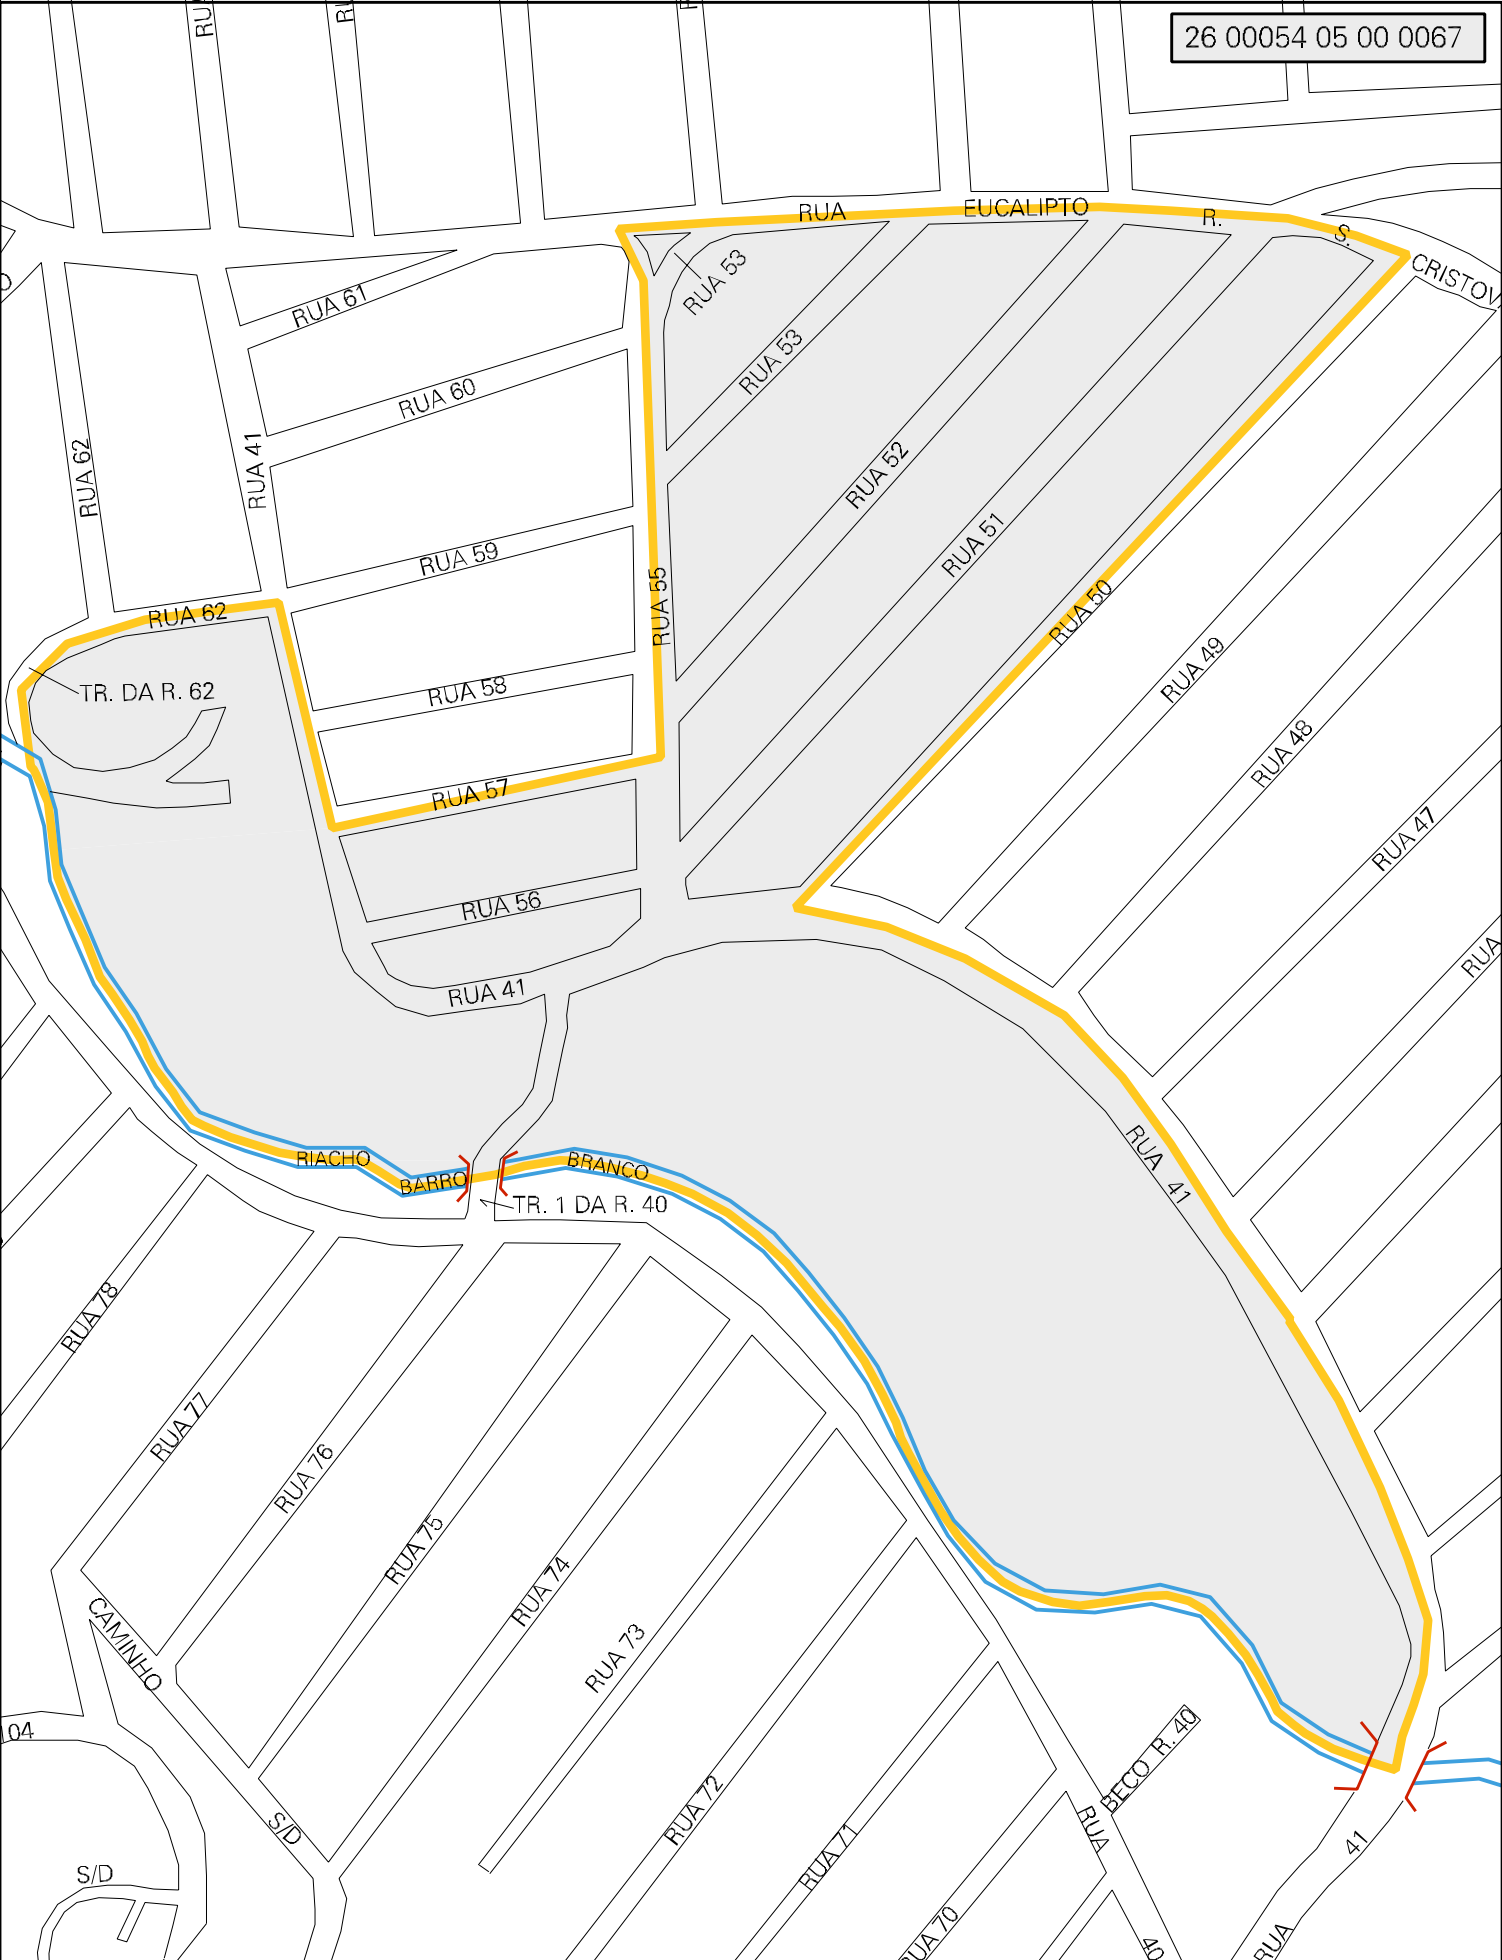 26 00054 05 00 0067
RUA
EUCALIPTO
R.
S.
CRISTOV
RUA 53
RUA 61
RUA 53
RUA 60
RUA 62
RUA 41
RUA 52
RUA 51
RUA 59
RUA 55
RUA 50
RUA 62
RUA 49
RUA 58
TR. DA R. 62
RUA 48
RUA 57
RUA 47
RUA 56
RUA
RUA 41
RUA 41
RIACHO
BARRO
BRANCO
TR. 1 DA R. 40
RUA 78
RUA 77
RUA 76
RUA 75
RUA 74
RUA 73
CAMINHO
104
BECO R. 40
RUA 72
RUA
S/D
RUA 71
41
S/D
RUA 70
40
RUA